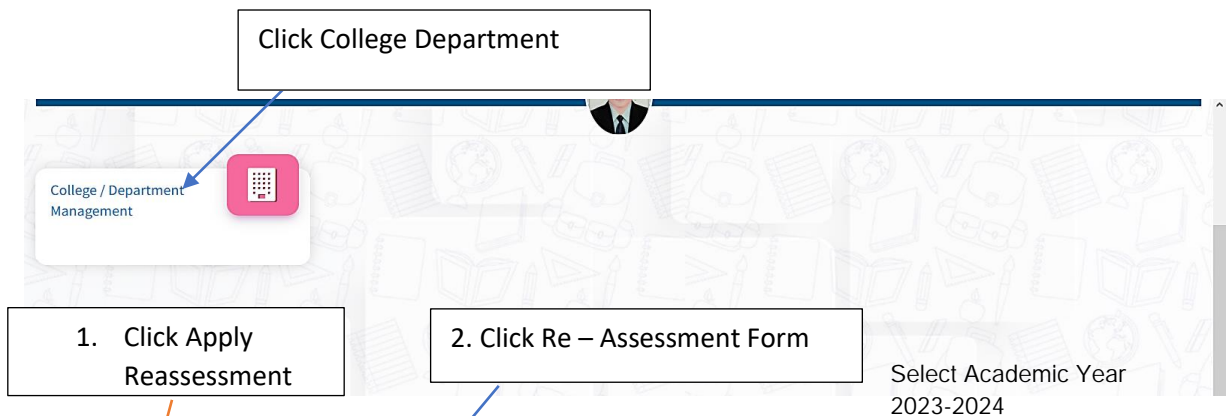 Click College Department
College / Department
Management
1. Click Apply
Reassessment
2. Click Re – Assessment Form
Select Academic Year
2023-2024